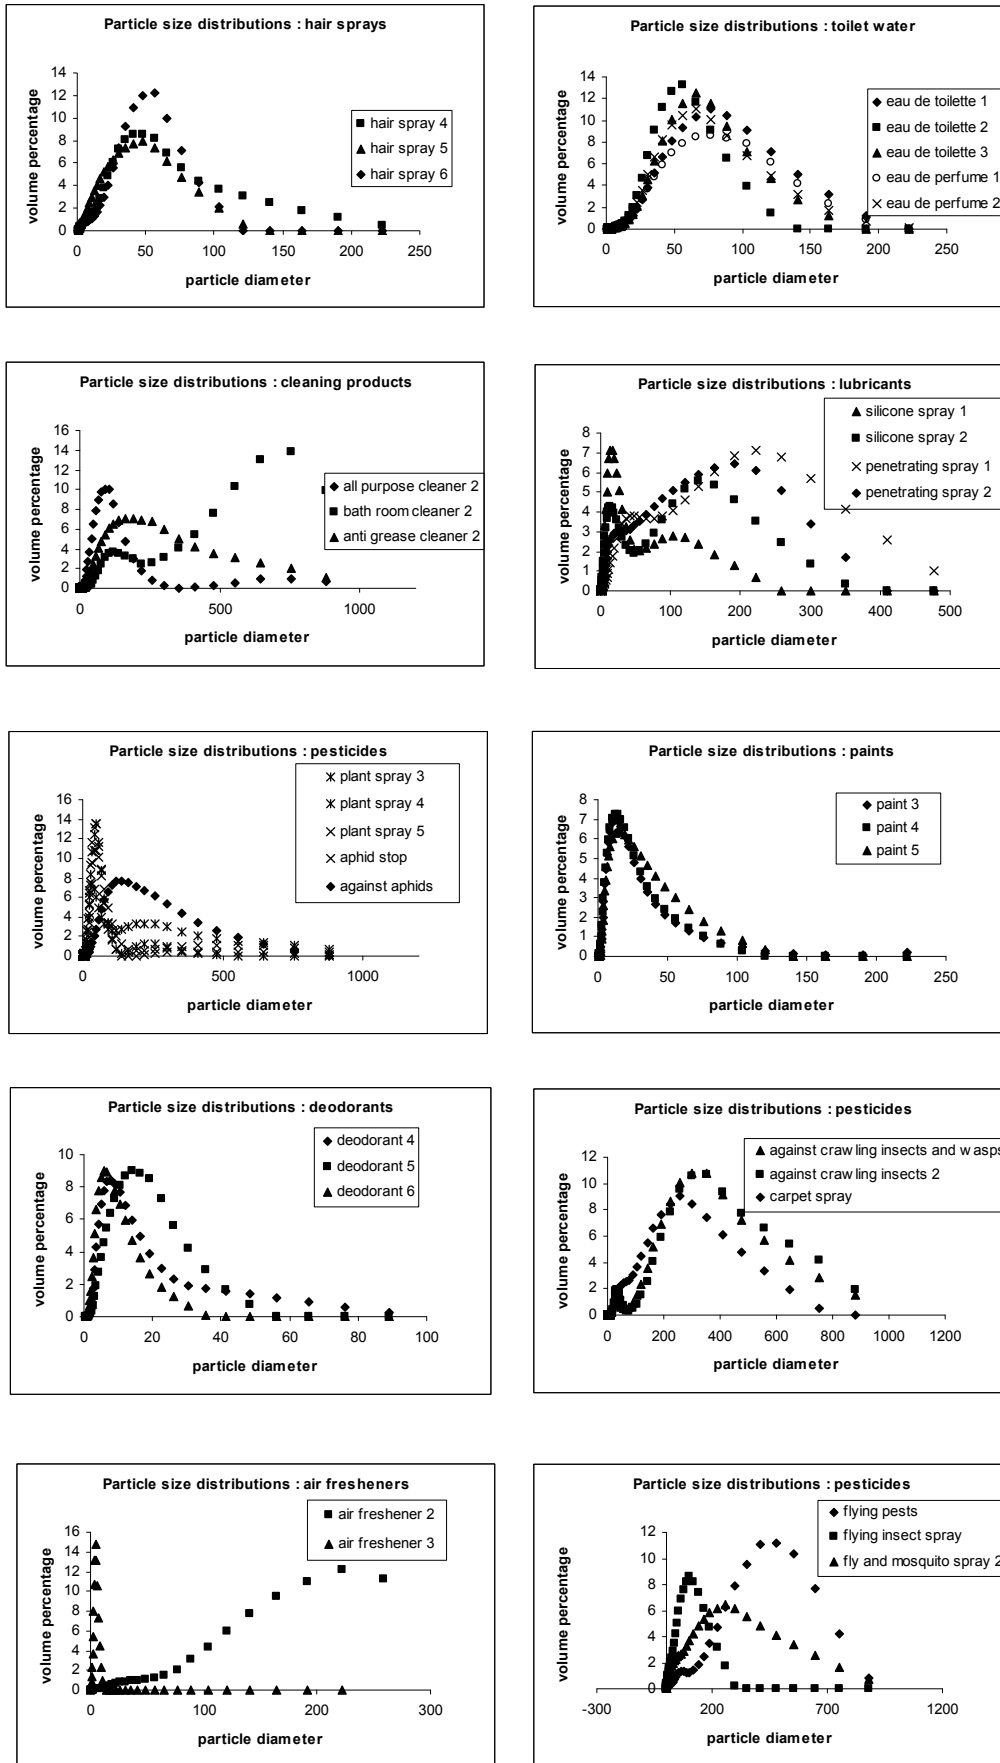 Particle size distributions : hair sprays
volume percentage
14
12
10
8
6
4
2
0
0 50 100 150 200 250
particle diameter
hair spray 4
hair spray 5
hair spray 6
Particle size distributions : toilet water
volume percentage
14
12
10
8
6
4
2
0
0 50 100 150 200 250
particle diameter
eau de toilette 1
eau de toilette 2
eau de toilette 3
eau de perfume 1
eau de perfume 2
Particle size distributions : cleaning products
volume percentage
16
14
12
10
8
6
4
2
0
0 500 1000
particle diameter
all purpose cleaner 2
bath room cleaner 2
anti grease cleaner 2
Particle size distributions : lubricants
volume percentage
8
7
6
5
4
3
2
1
0
0 100 200 300 400 500
particle diameter
silicone spray 1
silicone spray 2
penetrating spray 1
penetrating spray 2
Particle size distributions : pesticides
volume percentage
16
14
12
10
8
6
4
2
0
0 500 1000
particle diameter
plant spray 3
plant spray 4
plant spray 5
aphid stop
against aphids
Particle size distributions : paints
volume percentage
8
7
6
5
4
3
2
1
0
0 50 100 150 200 250
particle diameter
paint 3
paint 4
paint 5
Particle size distributions : deodorants
volume percentage
10
8
6
4
2
0
0 20 40 60 80 100
particle diameter
deodorant 4
deodorant 5
deodorant 6
Particle size distributions : pesticides
volume percentage
12
10
8
6
4
2
0
0 200 400 600 800 1000 1200
particle diameter
against crawling insects and wasps
against crawling insects 2
carpet spray
Particle size distributions : air fresheners
volume percentage
16
14
12
10
8
6
4
2
0
0 100 200 300
particle diameter
air freshener 2
air freshener 3
Particle size distributions : pesticides
volume percentage
12
10
8
6
4
2
0
-300 200 700 1200
particle diameter
flying pests
flying insect spray
fly and mosquito spray 2